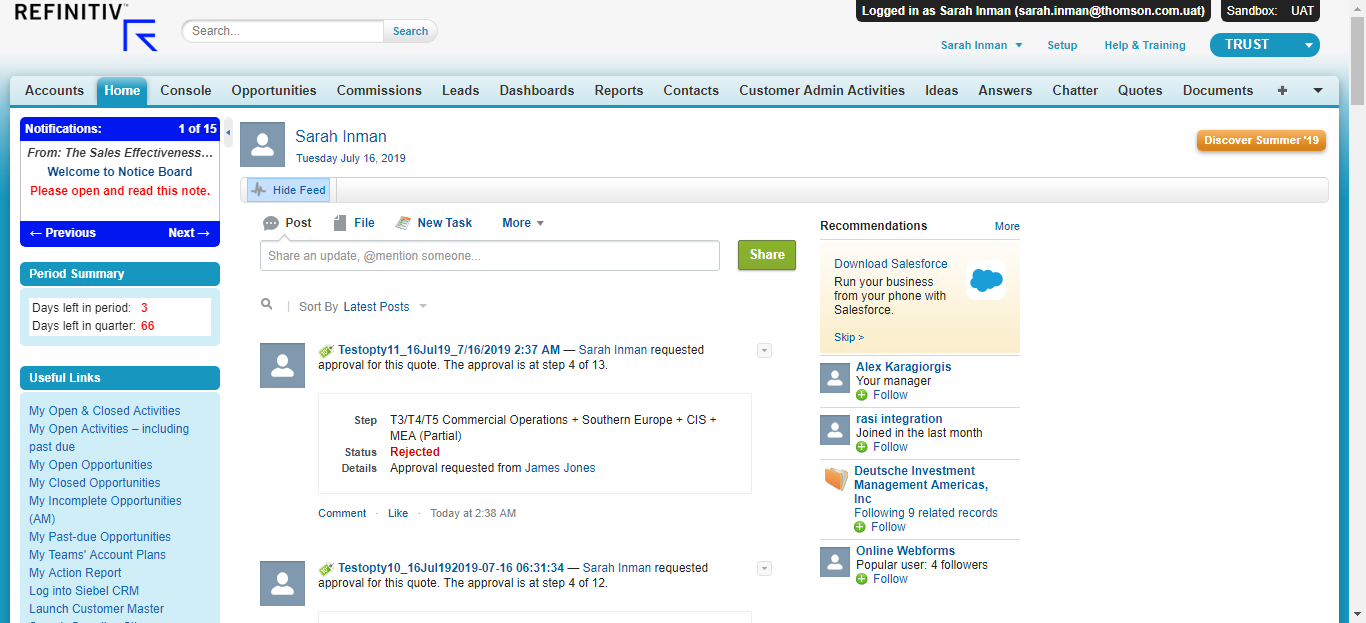 REFINITIV
Search...
Search
Logged in as Sarah Inman (sarah.inman@thomson.com.uat)
Sandbox: UAT
Sarah Inman
Setup
Help & Training
TRUST
Accounts
Home
Console
Opportunities
Commissions
Leads
Dashboards
Reports
Contacts
Customer Admin Activities
Ideas
Answers
Chatter
Quotes
Documents
+
Notifications: 1 of 15
From: The Sales Effectiveness...
Welcome to Notice Board
Please open and read this note.
← Previous Next →
Period Summary
Days left in period: 3
Days left in quarter: 66
Useful Links
My Open & Closed Activities
My Open Activities – including
past due
My Open Opportunities
My Closed Opportunities
My Incomplete Opportunities
(AM)
My Past-due Opportunities
My Teams' Account Plans
My Action Report
Log into Siebel CRM
Launch Customer Master
Sarah Inman
Tuesday July 16, 2019
Discover Summer '19
Hide Feed
Post
File
New Task
More
Share an update, @mention someone...
Share
Sort By Latest Posts
Testopty11_16Jul19_7/16/2019 2:37 AM — Sarah Inman requested
approval for this quote. The approval is at step 4 of 13.
Step T3/T4/T5 Commercial Operations + Southern Europe + CIS +
MEA (Partial)
Status Rejected
Details Approval requested from James Jones
Comment · Like · Today at 2:38 AM
Testopty10_16Jul192019-07-16 06:31:34 — Sarah Inman requested
approval for this quote. The approval is at step 4 of 12.
Recommendations
More
Download Salesforce
Run your business
from your phone with
Salesforce.
Skip >
Alex Karagiorgis
Your manager
Follow
rasi integration
Joined in the last month
Follow
Deutsche Investment
Management Americas,
Inc
Following 9 related records
Follow
Online Webforms
Popular user: 4 followers
Follow